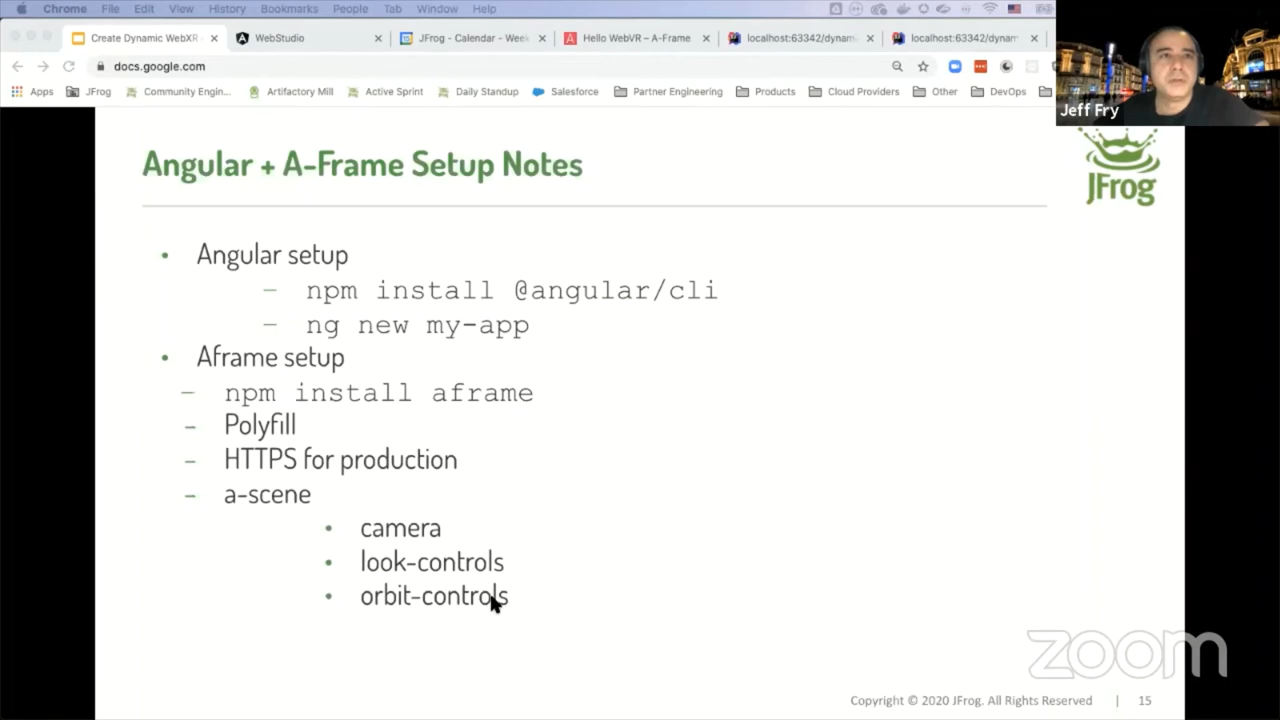 Chrome File Edit View History Bookmarks People Tab Window Help
Create Dynamic WebXR
WebStudio
JFrog - Calendar - Week
Hello WebVR – A-Frame
localhost:63342/dynam
localhost:63342/dynam
docs.google.com
Apps JFrog Community Engin... Artifactory Mill Active Sprint Daily Standup Salesforce Partner Engineering Products Cloud Providers Other DevOps
Jeff Fry
Angular + A-Frame Setup Notes
JFrog
• Angular setup
– npm install @angular/cli
– ng new my-app
• Aframe setup
– npm install aframe
– Polyfill
– HTTPS for production
– a-scene
• camera
• look-controls
• orbit-controls
zoom
Copyright © 2020 JFrog. All Rights Reserved | 15